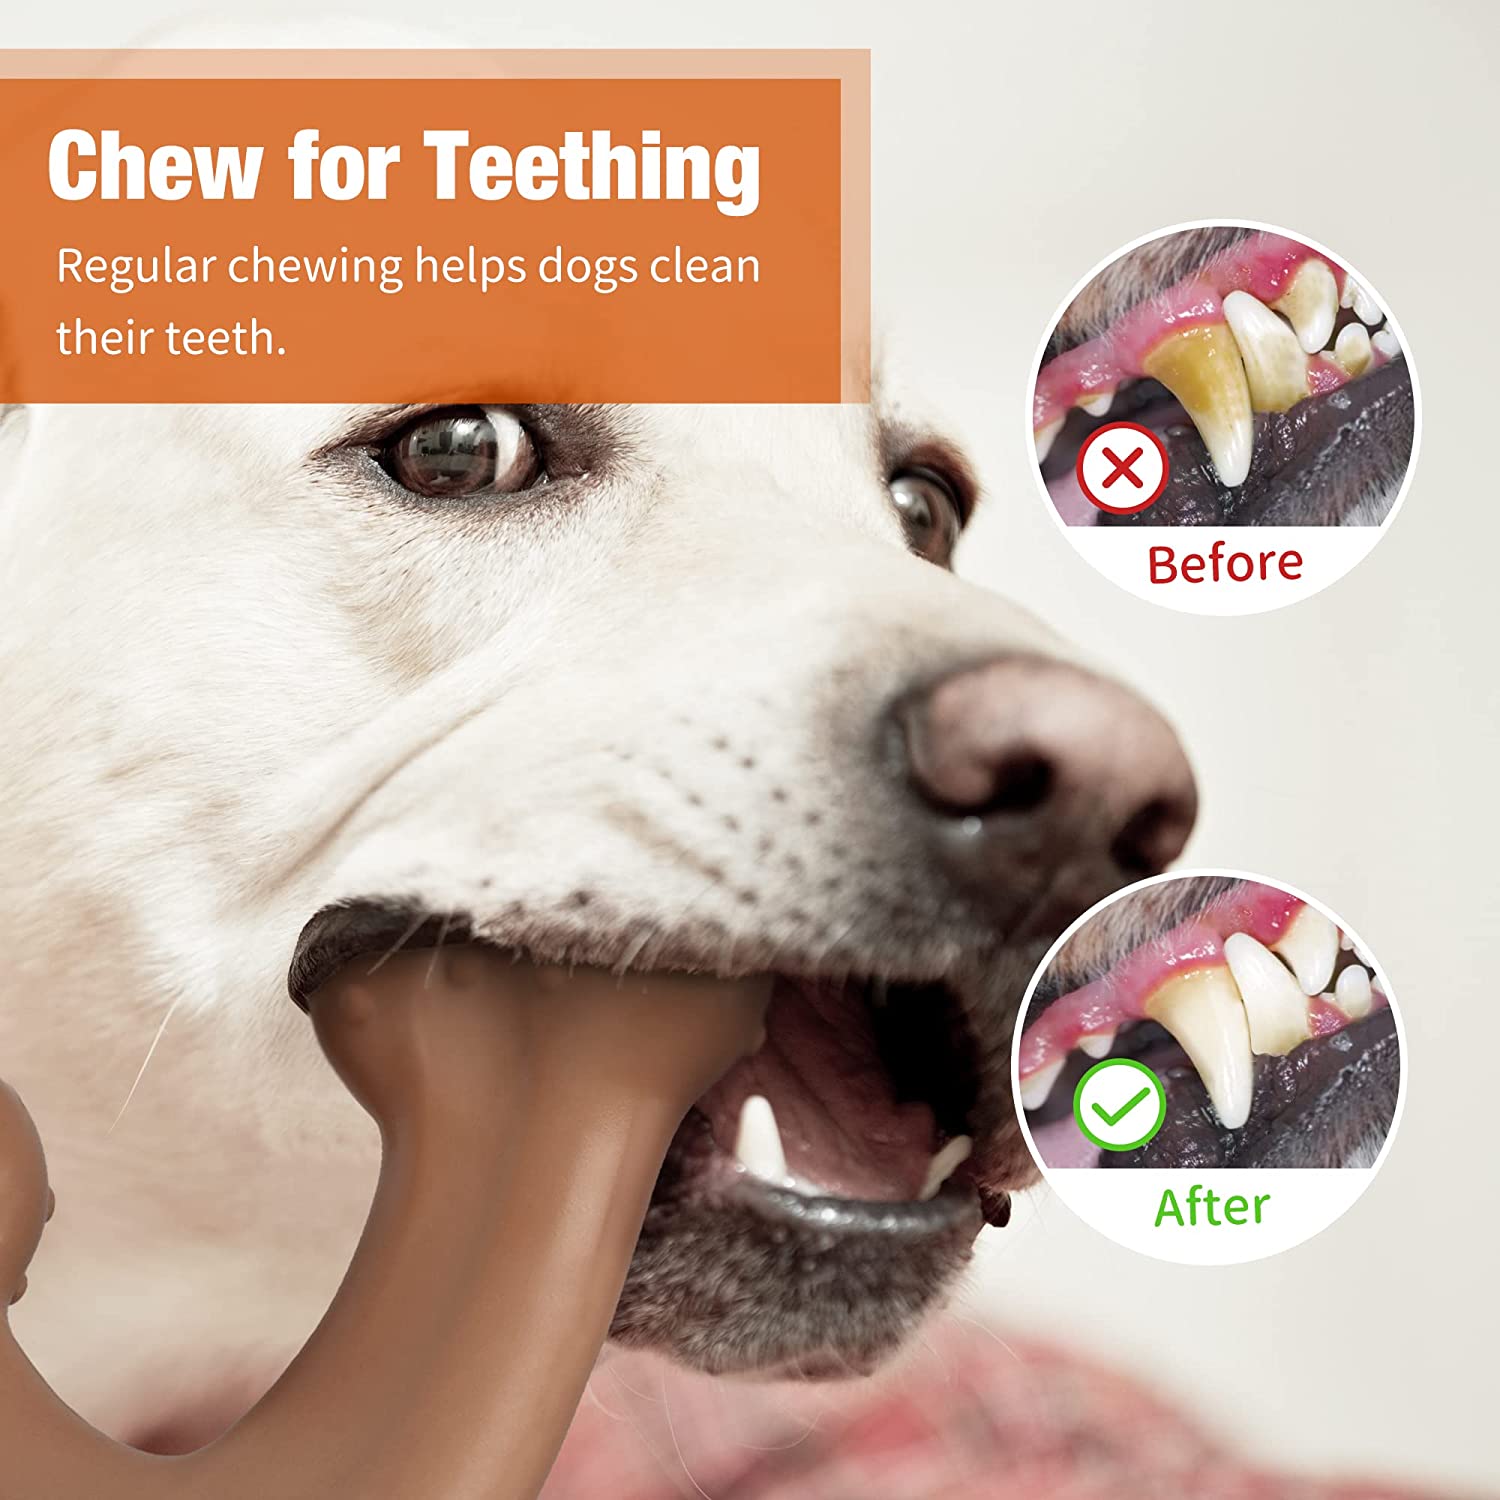 Chew for Teething
Regular chewing helps dogs clean
their teeth.
Before
After